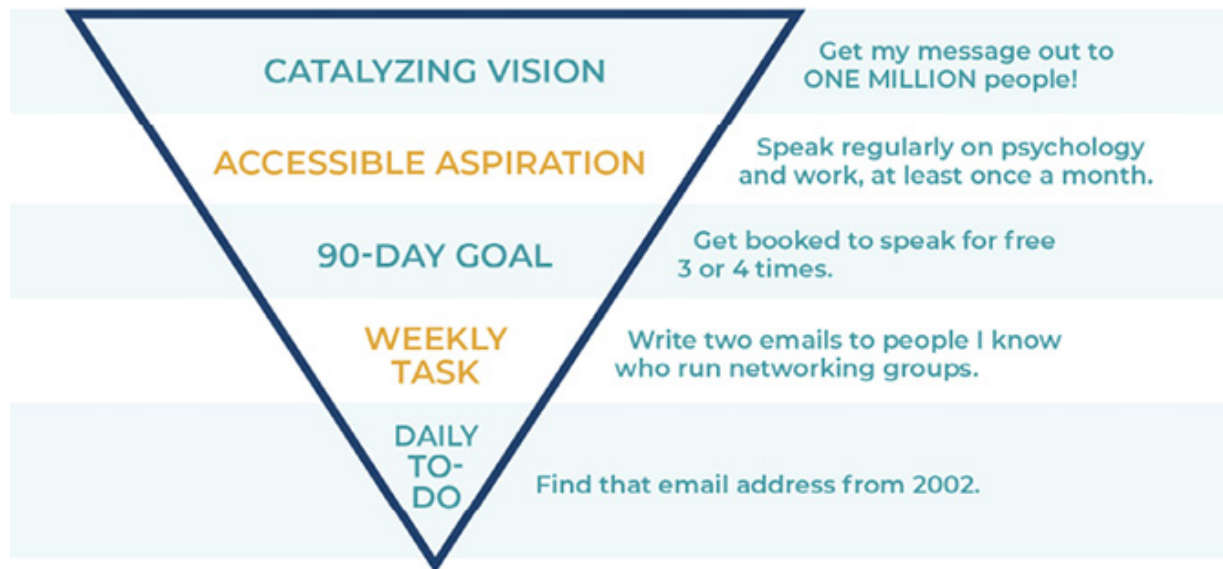 CATALYZING VISION
Get my message out to
ONE MILLION people!
ACCESSIBLE ASPIRATION
Speak regularly on psychology
and work, at least once a month.
90-DAY GOAL
Get booked to speak for free
3 or 4 times.
WEEKLY
TASK
Write two emails to people I know
who run networking groups.
DAILY
TO-
DO
Find that email address from 2002.